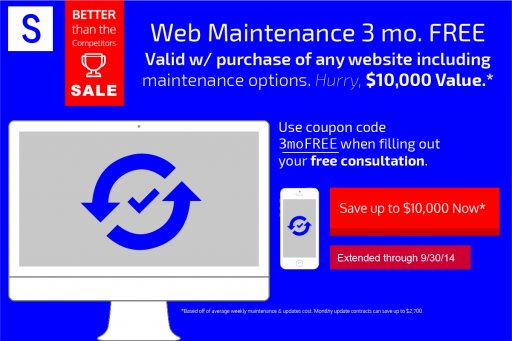 S
BETTER
than the
Competitors
SALE
Web Maintenance 3 mo. FREE
Valid w/ purchase of any website including
maintenance options. Hurry, $10,000 Value.*
Use coupon code
3moFREE when filling out
your free consultation.
Save up to $10,000 Now*
Extended through 9/30/14
*Based off of average weekly maintenance & updates cost. Monthly update contracts can save up to $2,700.